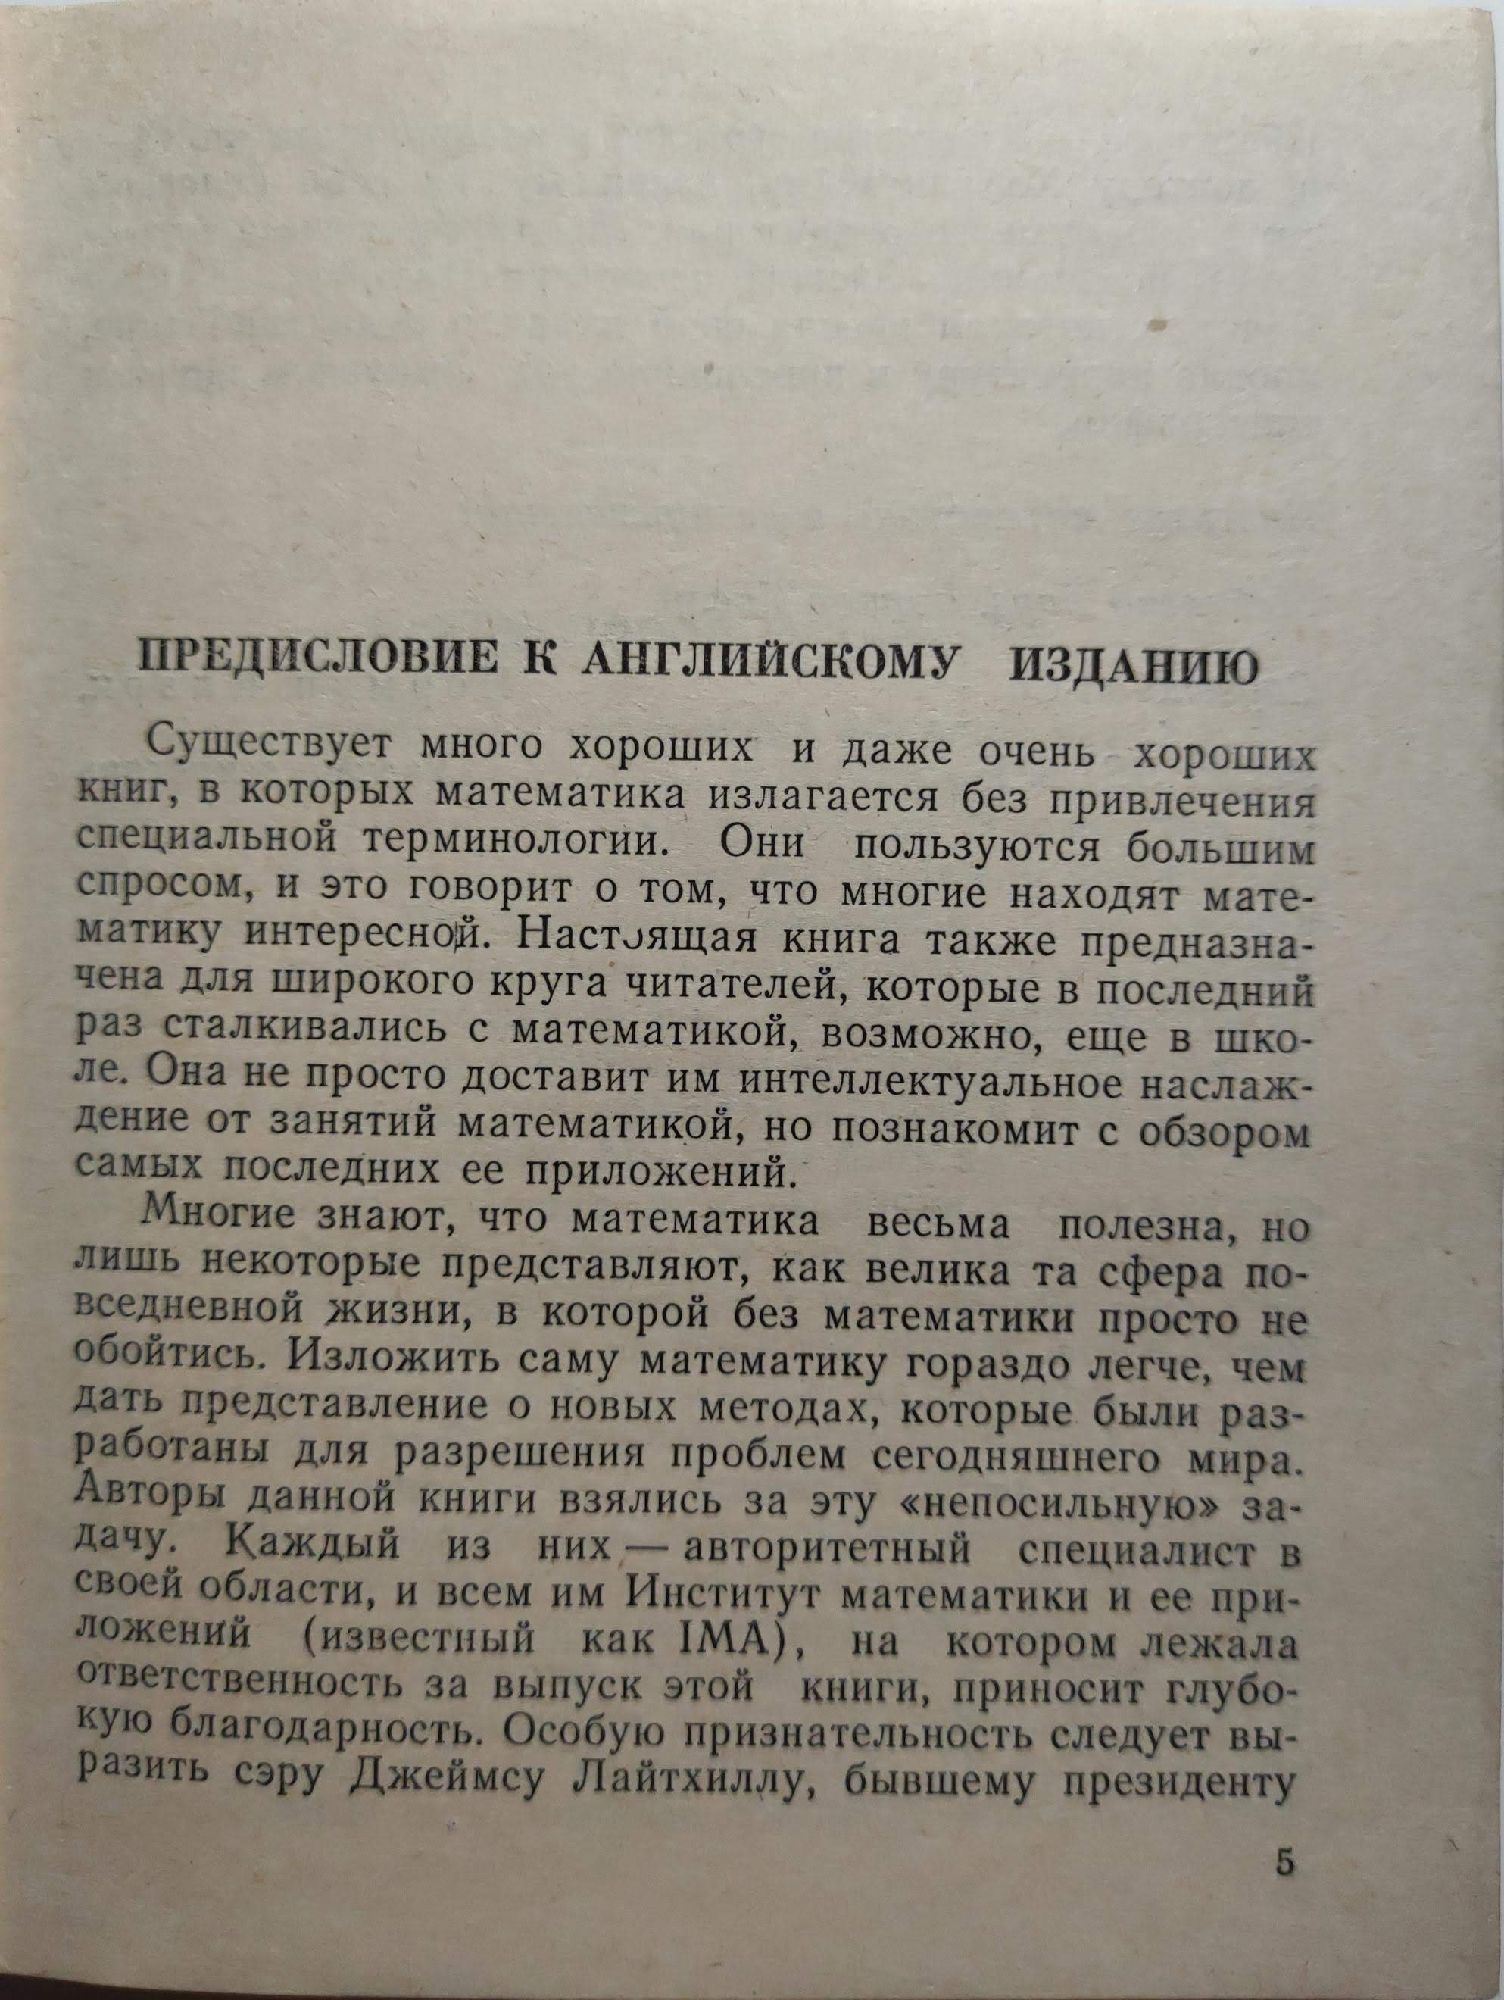 ПРЕДИСЛОВИЕ К АНГЛИЙСКОМУ ИЗДАНИЮ
Существует много хороших и даже очень хороших
книг, в которых математика излагается без привлечения
специальной терминологии. Они пользуются большим
спросом, и это говорит о том, что многие находят мате-
матику интересной. Настоящая книга также предназна-
чена для широкого круга читателей, которые в последний
раз сталкивались с математикой, возможно, еще в шко-
ле. Она не просто доставит им интеллектуальное наслаж-
дение от занятий математикой, но познакомит с обзором
самых последних ее приложений.
Многие знают, что математика весьма полезна, но
лишь некоторые представляют, как велика та сфера по-
вседневной жизни, в которой без математики просто не
обойтись. Изложить саму математику гораздо легче, чем
дать представление о новых методах, которые были раз-
работаны для разрешения проблем сегодняшнего мира.
Авторы данной книги взялись за эту «непосильную» за-
дачу. Каждый из них — авторитетный специалист в
своей области, и всем им Институт математики и ее при-
ложений (известный как IMA), на котором лежала
ответственность за выпуск этой книги, приносит глубо-
кую благодарность. Особую признательность следует вы-
разить сэру Джеймсу Лайтхиллу, бывшему президенту
5